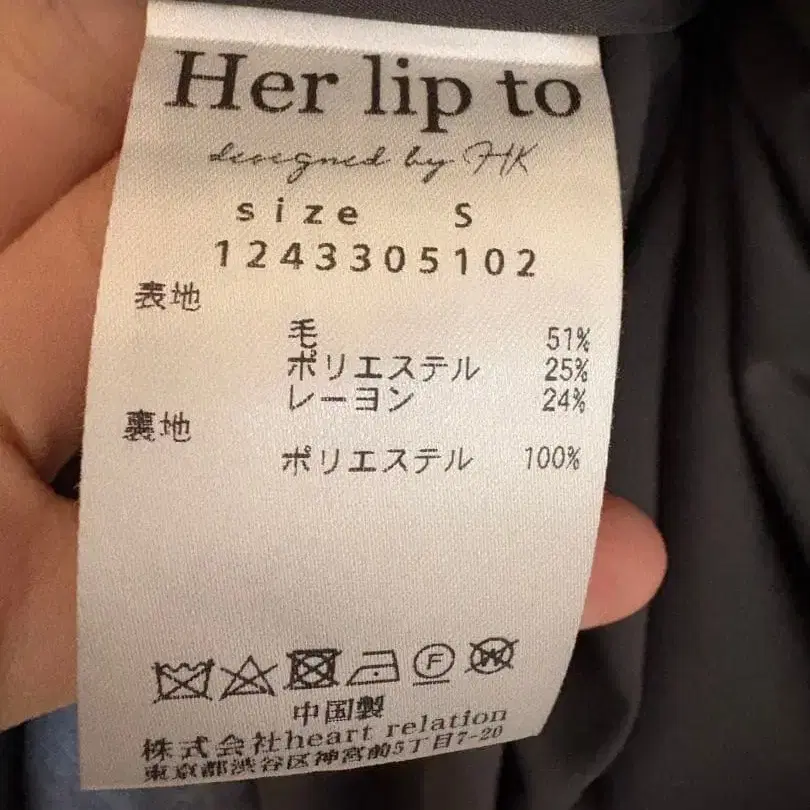 Her lip to
designed by HK
size S
1243305102
表地
毛 51%
ポリエステル 25%
レーヨン 24%
裏地
ポリエステル 100%
F W
中国製
株式会社heart relation
東京都渋谷区神宮前5丁目7-20